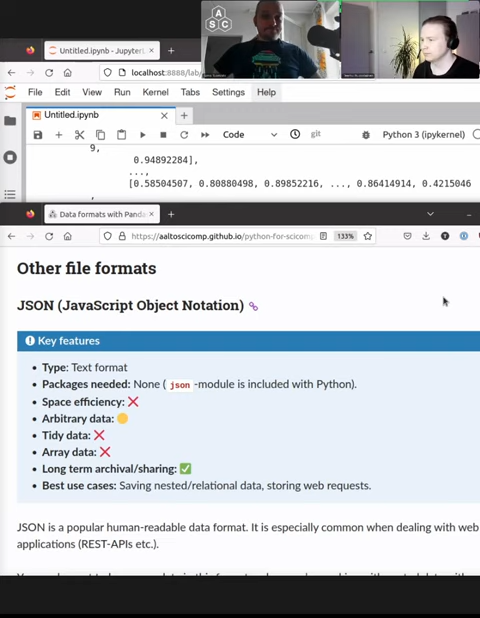 A
S C
Untitled.ipynb - Jupyter
localhost:8888/lab/
File Edit View Run Kernel Tabs Settings Help
Untitled.ipynb
Code
git
Python 3 (ipykernel)
9,
0.94892284],
...,
[0.58504507, 0.80880498, 0.89852216, ..., 0.86414914, 0.4215046
,
Data formats with Panda
https://aaltoscicomp.github.io/python-for-scicom
133%
Other file formats
JSON (JavaScript Object Notation)
Key features
Type: Text format
Packages needed: None ( json -module is included with Python).
Space efficiency:
Arbitrary data:
Tidy data:
Array data:
Long term archival/sharing:
Best use cases: Saving nested/relational data, storing web requests.
JSON is a popular human-readable data format. It is especially common when dealing with web
applications (REST-APIs etc.).